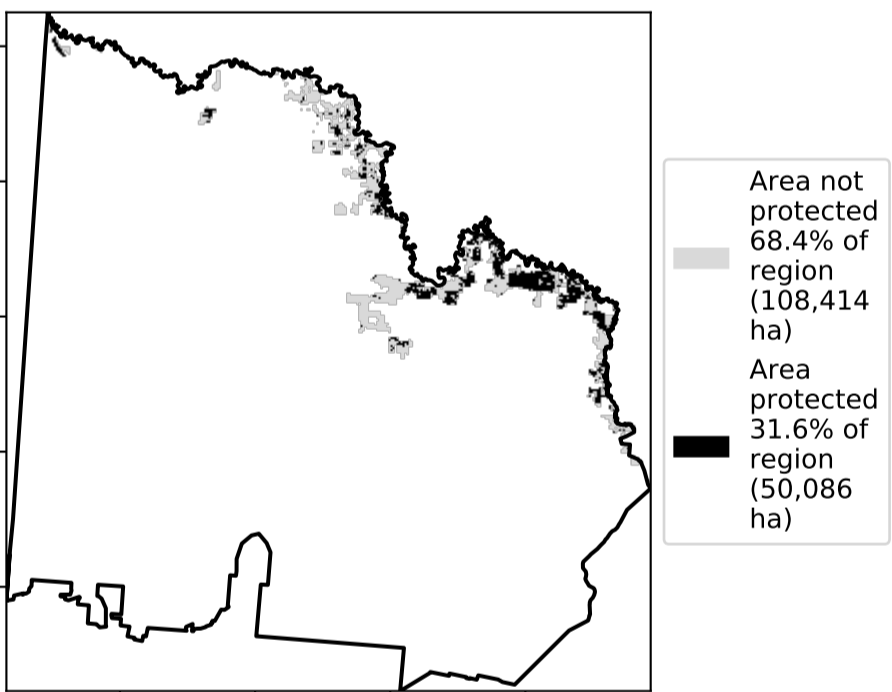 Area not
protected
68.4% of
region
(108,414
ha)
Area
protected
31.6% of
region
(50,086
ha)